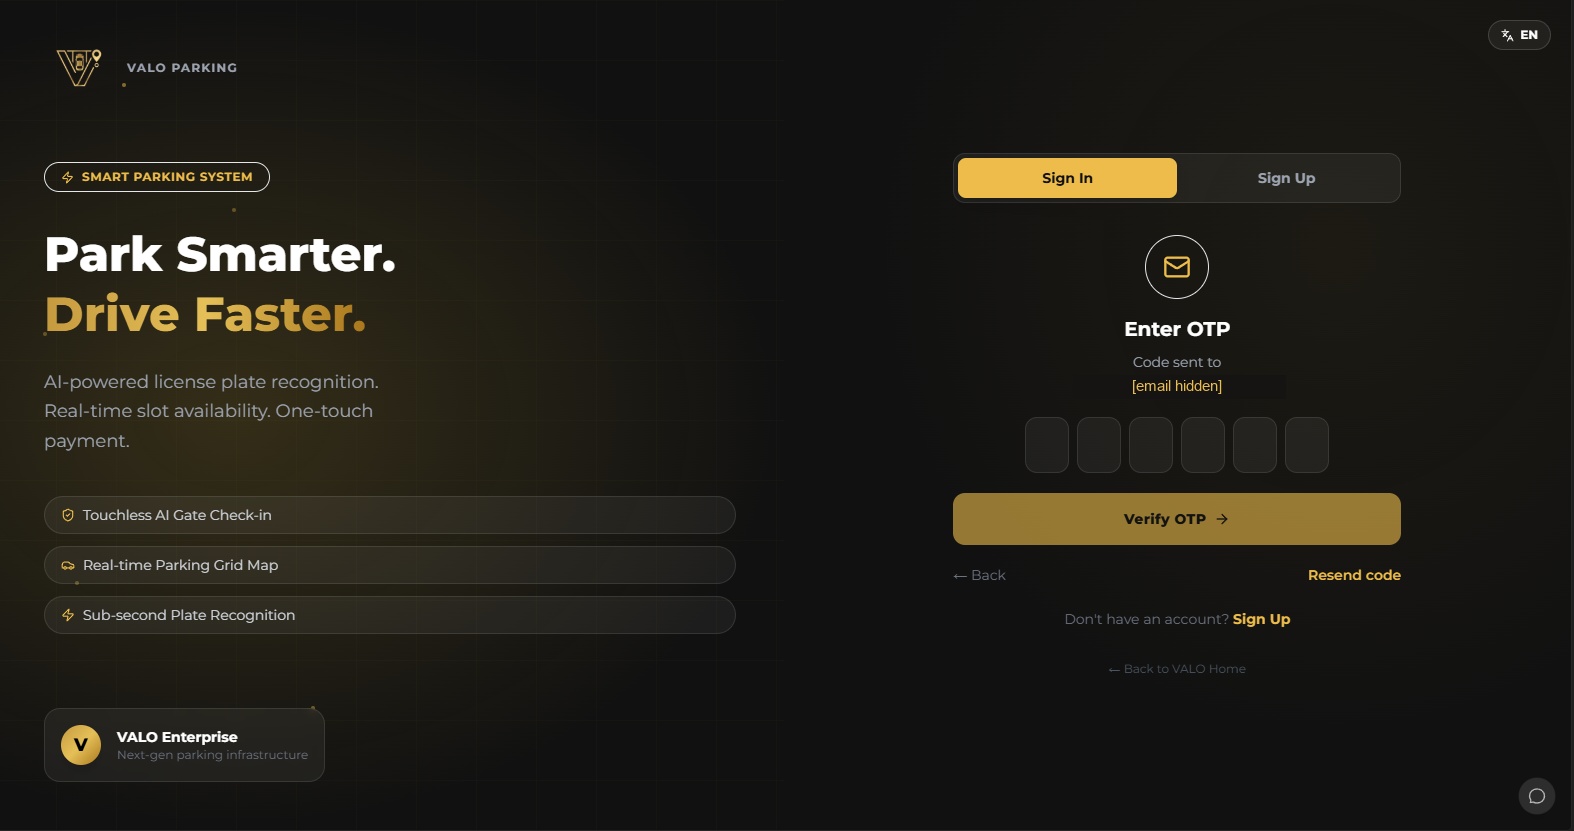 VALO PARKING
EN
SMART PARKING SYSTEM
Park Smarter.
Drive Faster.
AI-powered license plate recognition.
Real-time slot availability. One-touch
payment.
Touchless AI Gate Check-in
Real-time Parking Grid Map
Sub-second Plate Recognition
V
VALO Enterprise
Next-gen parking infrastructure
Sign In
Sign Up
Enter OTP
Code sent to
[email hidden]
Verify OTP →
← Back
Resend code
Don't have an account? Sign Up
← Back to VALO Home